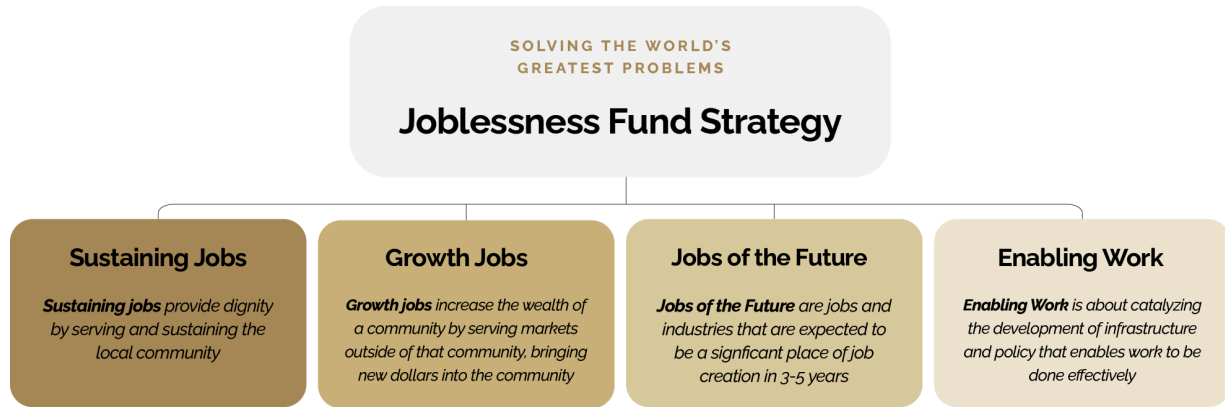 SOLVING THE WORLD'S
GREATEST PROBLEMS
Joblessness Fund Strategy
Sustaining Jobs
Sustaining jobs provide dignity
by serving and sustaining the
local community
Growth Jobs
Growth jobs increase the wealth of
a community by serving markets
outside of that community, bringing
new dollars into the community
Jobs of the Future
Jobs of the Future are jobs and
industries that are expected to
be a signficant place of job
creation in 3-5 years
Enabling Work
Enabling Work is about catalyzing
the development of infrastructure
and policy that enables work to be
done effectively